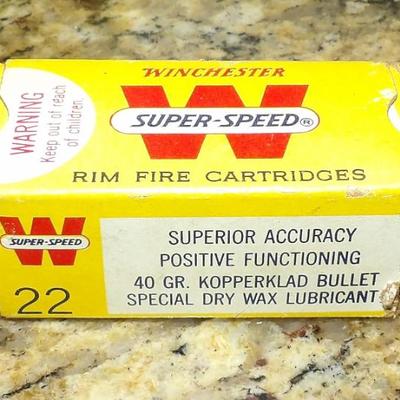 WINCHESTER
WARNING
Keep out of reach
of children.
W
SUPER-SPEED®
RIM FIRE CARTRIDGES
W
SUPER-SPEED
22
SUPERIOR ACCURACY
POSITIVE FUNCTIONING
40 GR. KOPPERKLAD BULLET
SPECIAL DRY WAX LUBRICANT